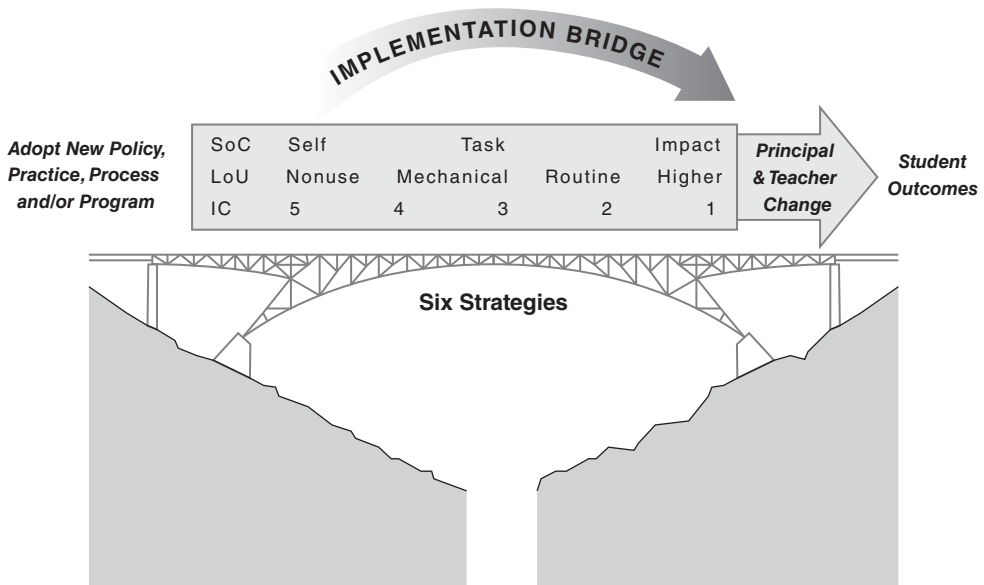 IMPLEMENTATION BRIDGE
Adopt New Policy,
Practice, Process
and/or Program
SoC Self Task Impact
LoU Nonuse Mechanical Routine Higher
IC 5 4 3 2 1
Principal
& Teacher
Change
Student
Outcomes
Six Strategies